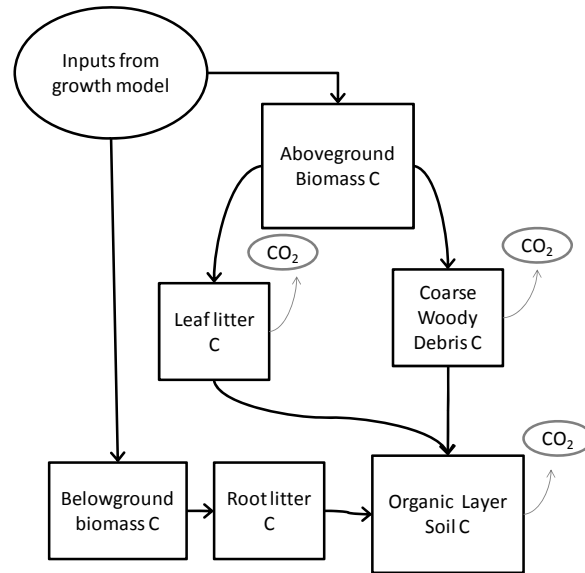 Inputs from
growth model
Aboveground
Biomass C
CO₂
CO₂
Leaf litter
C
Coarse
Woody
Debris C
CO₂
Belowground
biomass C
Root litter
C
Organic Layer
Soil C